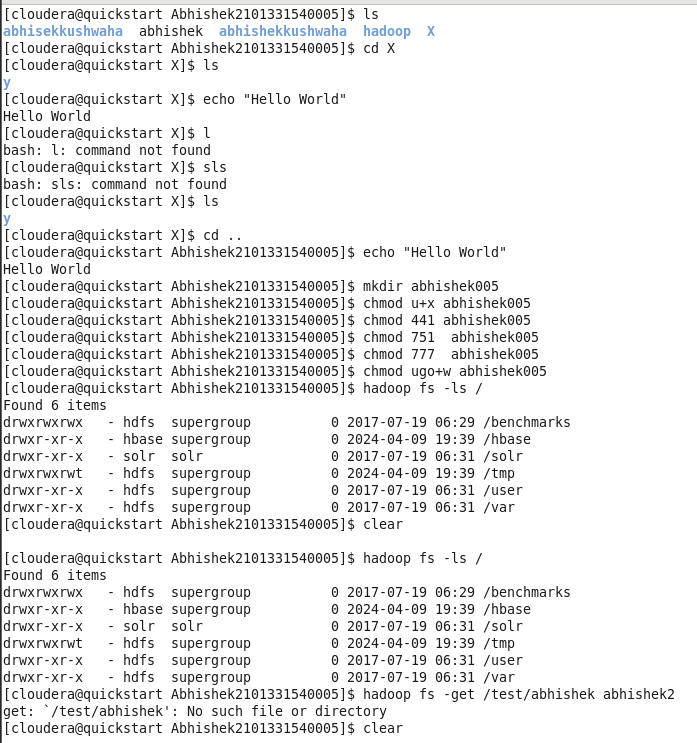 [cloudera@quickstart Abhishek2101331540005]$ ls
abhisekkushwaha  abhishek  abhishekkushwaha  hadoop  X
[cloudera@quickstart Abhishek2101331540005]$ cd X
[cloudera@quickstart X]$ ls
y
[cloudera@quickstart X]$ echo "Hello World"
Hello World
[cloudera@quickstart X]$ l
bash: l: command not found
[cloudera@quickstart X]$ sls
bash: sls: command not found
[cloudera@quickstart X]$ ls
y
[cloudera@quickstart X]$ cd ..
[cloudera@quickstart Abhishek2101331540005]$ echo "Hello World"
Hello World
[cloudera@quickstart Abhishek2101331540005]$ mkdir abhishek005
[cloudera@quickstart Abhishek2101331540005]$ chmod u+x abhishek005
[cloudera@quickstart Abhishek2101331540005]$ chmod 441 abhishek005
[cloudera@quickstart Abhishek2101331540005]$ chmod 751  abhishek005
[cloudera@quickstart Abhishek2101331540005]$ chmod 777  abhishek005
[cloudera@quickstart Abhishek2101331540005]$ chmod ugo+w abhishek005
[cloudera@quickstart Abhishek2101331540005]$ hadoop fs -ls /
Found 6 items
drwxrwxrwx   - hdfs  supergroup          0 2017-07-19 06:29 /benchmarks
drwxr-xr-x   - hbase supergroup          0 2024-04-09 19:39 /hbase
drwxr-xr-x   - solr  solr                0 2017-07-19 06:31 /solr
drwxrwxrwt   - hdfs  supergroup          0 2024-04-09 19:39 /tmp
drwxr-xr-x   - hdfs  supergroup          0 2017-07-19 06:31 /user
drwxr-xr-x   - hdfs  supergroup          0 2017-07-19 06:31 /var
[cloudera@quickstart Abhishek2101331540005]$ clear
[cloudera@quickstart Abhishek2101331540005]$ hadoop fs -ls /
Found 6 items
drwxrwxrwx   - hdfs  supergroup          0 2017-07-19 06:29 /benchmarks
drwxr-xr-x   - hbase supergroup          0 2024-04-09 19:39 /hbase
drwxr-xr-x   - solr  solr                0 2017-07-19 06:31 /solr
drwxrwxrwt   - hdfs  supergroup          0 2024-04-09 19:39 /tmp
drwxr-xr-x   - hdfs  supergroup          0 2017-07-19 06:31 /user
drwxr-xr-x   - hdfs  supergroup          0 2017-07-19 06:31 /var
[cloudera@quickstart Abhishek2101331540005]$ hadoop fs -get /test/abhishek abhishek2
get: `/test/abhishek': No such file or directory
[cloudera@quickstart Abhishek2101331540005]$ clear